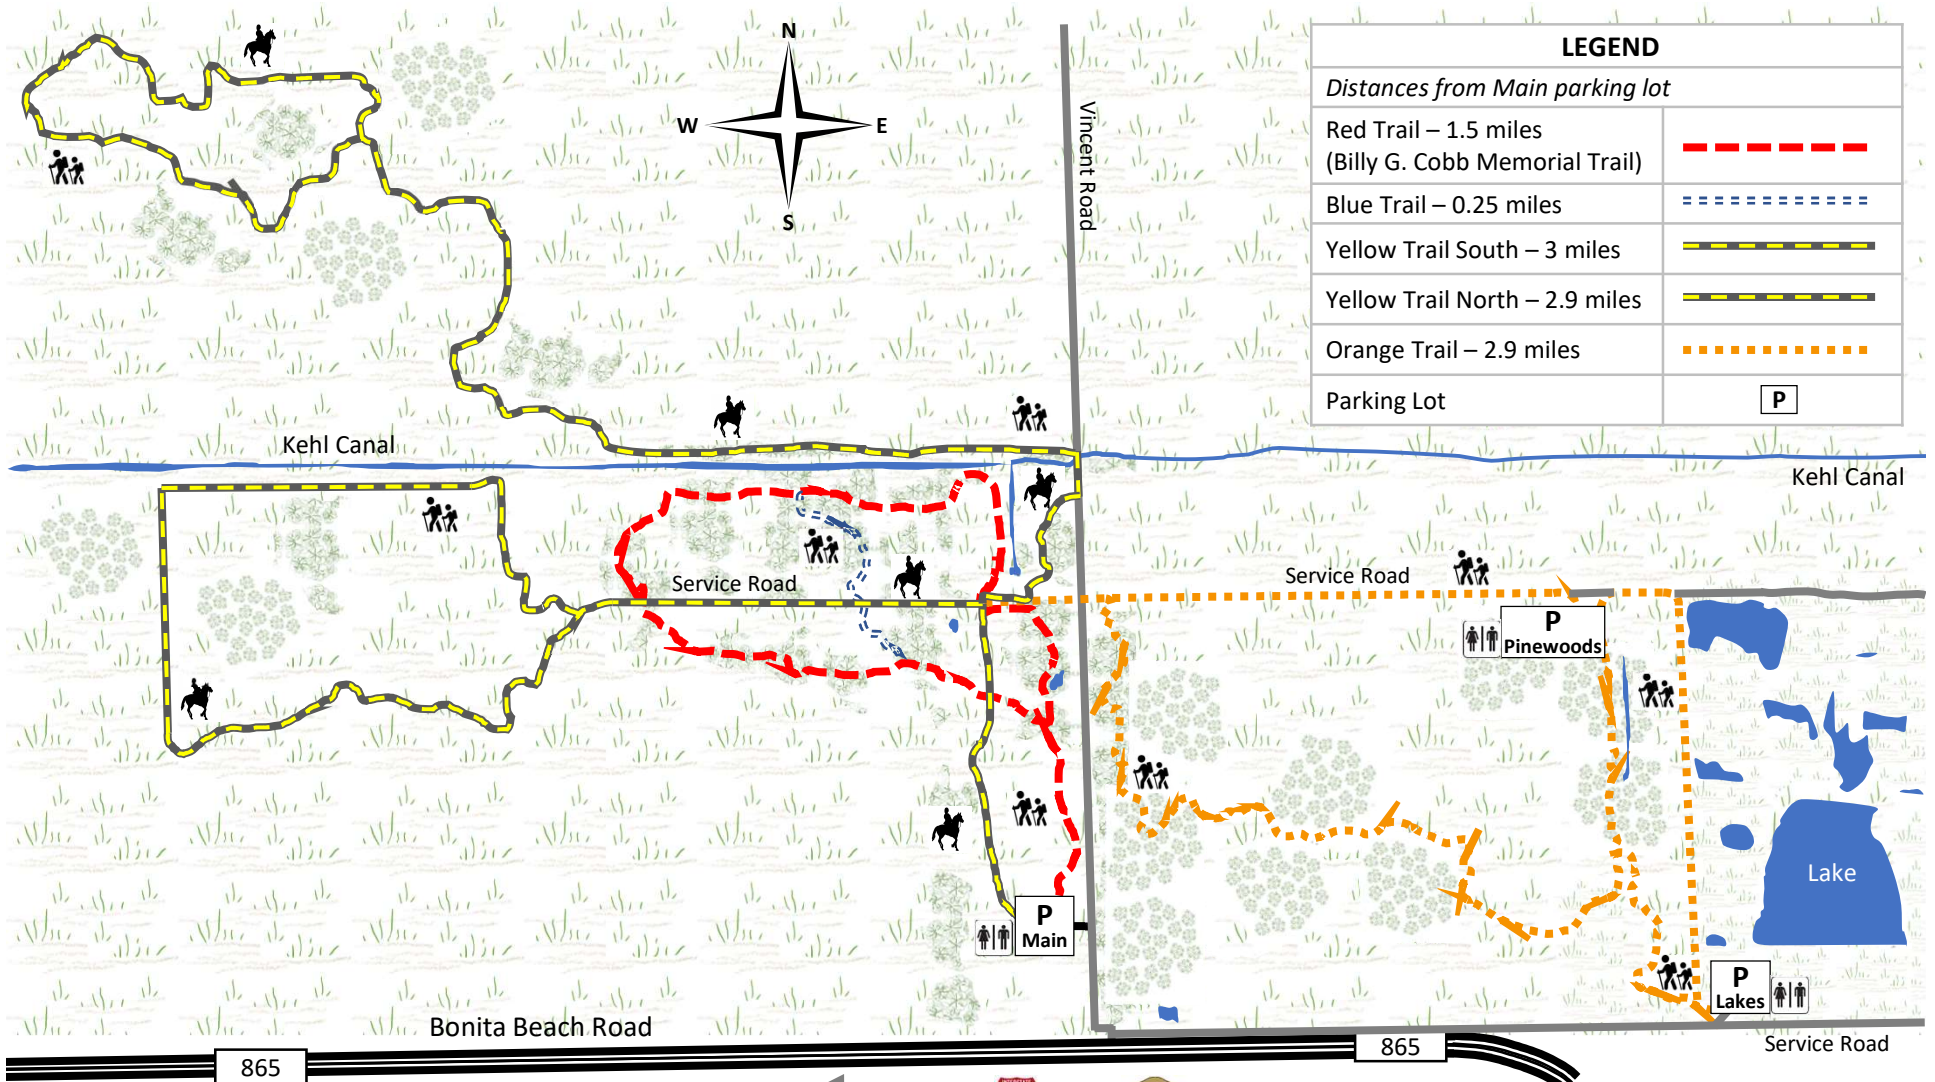 N
W
E
S
Vincent Road
LEGEND
Distances from Main parking lot
Red Trail – 1.5 miles
(Billy G. Cobb Memorial Trail)
Blue Trail – 0.25 miles
Yellow Trail South – 3 miles
Yellow Trail North – 2.9 miles
Orange Trail – 2.9 miles
Parking Lot
P
Kehl Canal
Kehl Canal
Service Road
Service Road
P
Pinewoods
Lake
P
Main
P
Lakes
Bonita Beach Road
Service Road
865
865